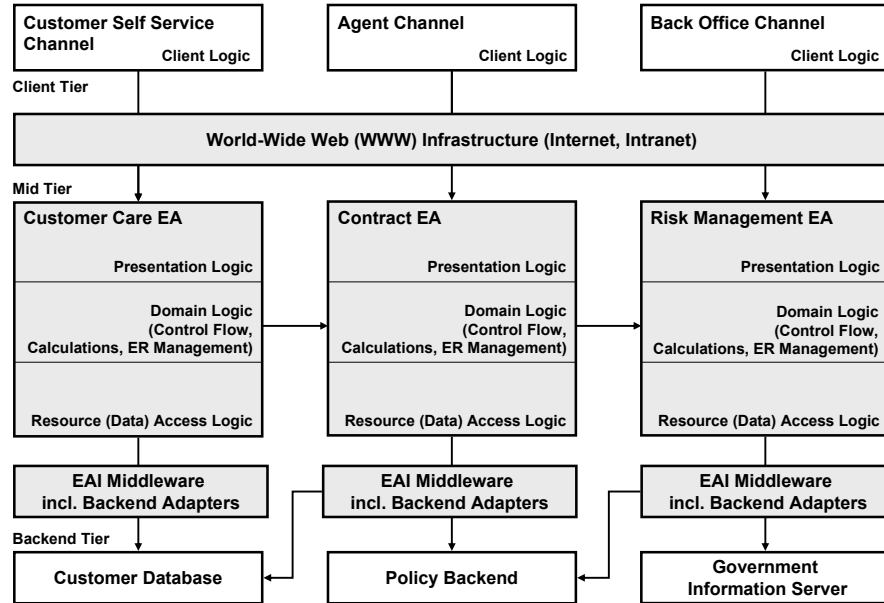 Customer Self Service
Channel
Client Logic
Agent Channel
Client Logic
Back Office Channel
Client Logic
Client Tier
World-Wide Web (WWW) Infrastructure (Internet, Intranet)
Mid Tier
Customer Care EA
Presentation Logic
Domain Logic
(Control Flow,
Calculations, ER Management)
Resource (Data) Access Logic
Contract EA
Presentation Logic
Domain Logic
(Control Flow,
Calculations, ER Management)
Resource (Data) Access Logic
Risk Management EA
Presentation Logic
Domain Logic
(Control Flow,
Calculations, ER Management)
Resource (Data) Access Logic
EAI Middleware
incl. Backend Adapters
EAI Middleware
incl. Backend Adapters
EAI Middleware
incl. Backend Adapters
Backend Tier
Customer Database
Policy Backend
Government
Information Server